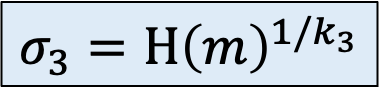 σ₃ = H(m)^{1/k₃}